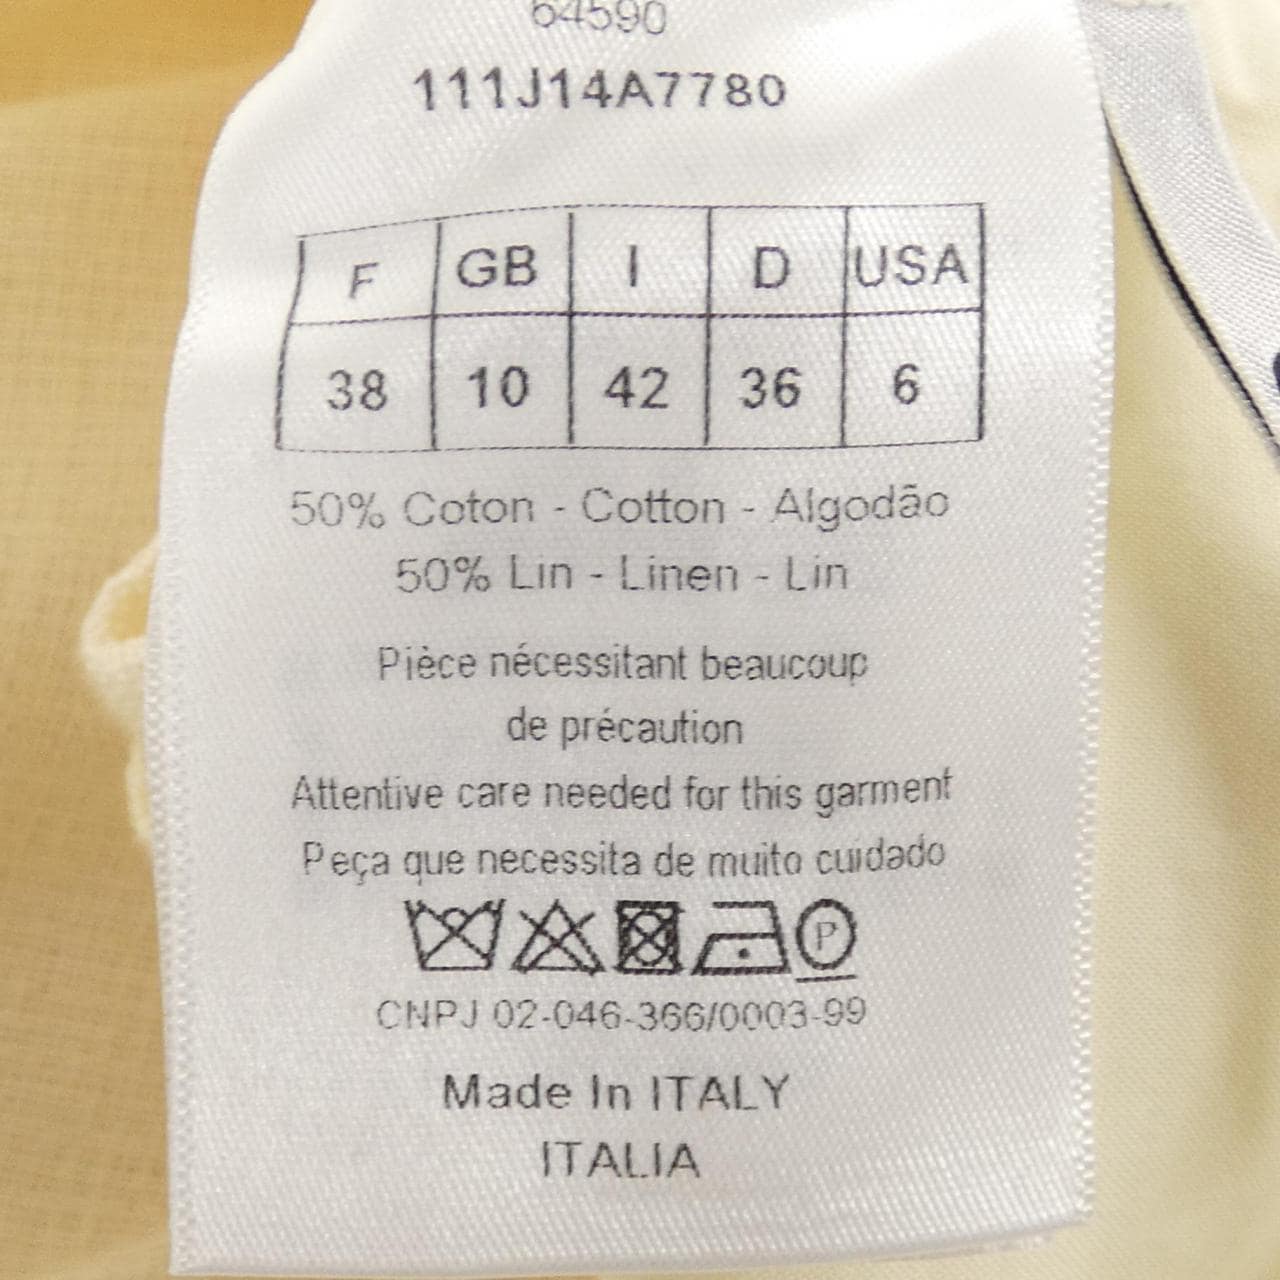 64590
111J14A7780
F GB I D USA
38 10 42 36 6
50% Coton - Cotton - Algodão
50% Lin - Linen - Lin
Pièce nécessitant beaucoup
de précaution
Attentive care needed for this garment
Peça que necessita de muito cuidado
P
CNPJ 02-046-366/0003-99
Made In ITALY
ITALIA